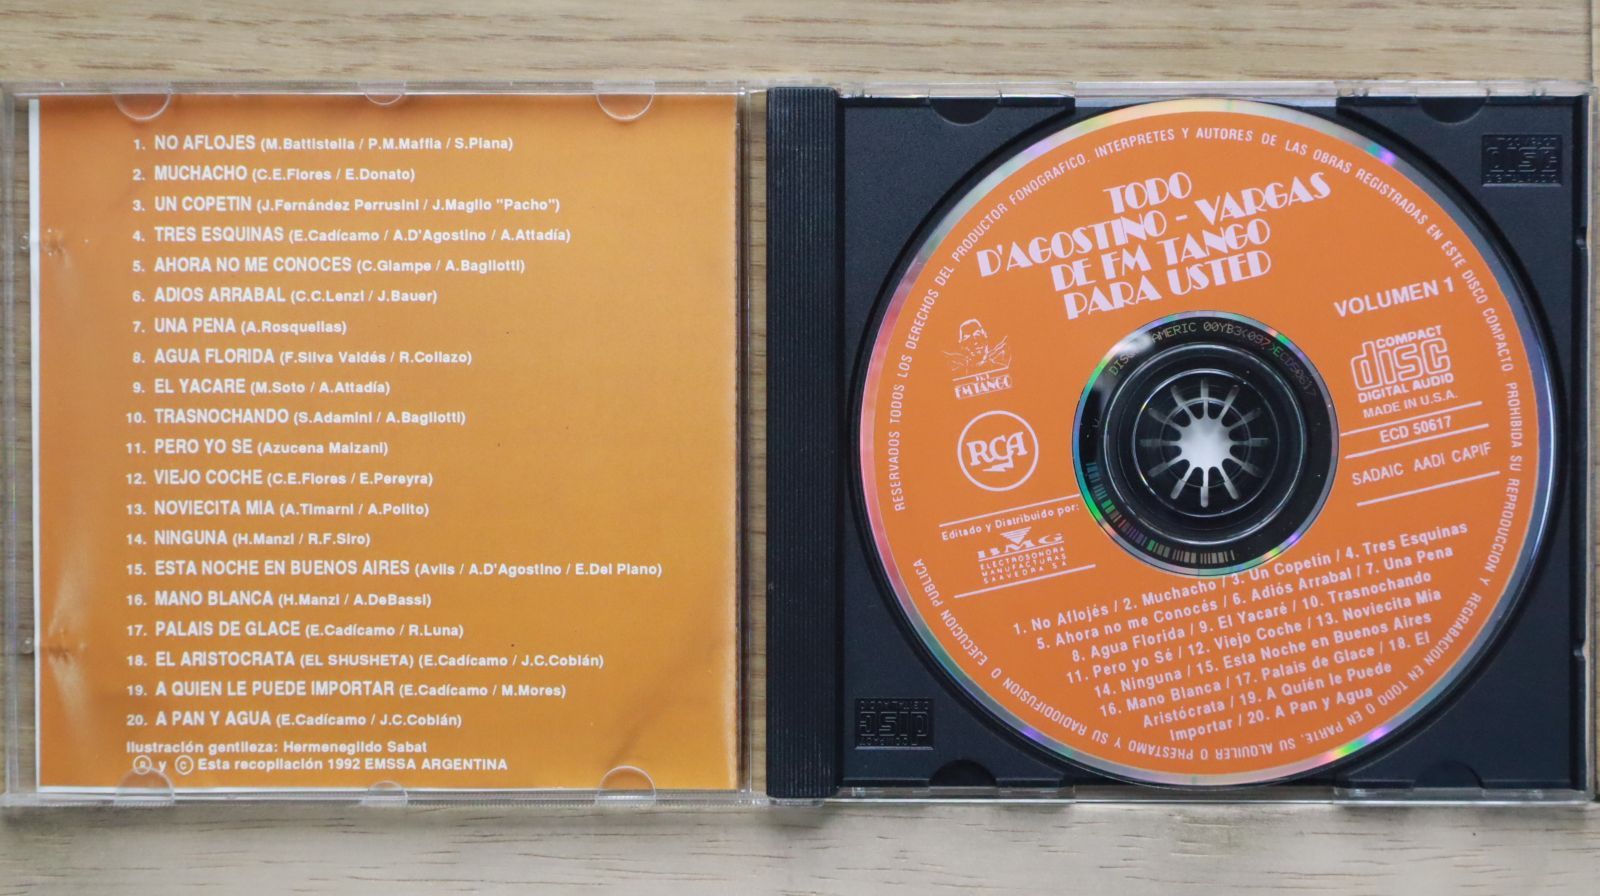 1. NO AFLOJES (M.Battistella / P.M.Maffia / S.Piana)
2. MUCHACHO (C.E.Flores / E.Donato)
3. UN COPETIN (J.Fernández Perrusini / J.Maglio "Pacho")
4. TRES ESQUINAS (E.Cadícamo / A.D'Agostino / A.Attadía)
5. AHORA NO ME CONOCES (C.Giampe / A.Bagliotti)
6. ADIOS ARRABAL (C.C.Lenzi / J.Bauer)
7. UNA PENA (A.Rosquellas)
8. AGUA FLORIDA (F.Silva Valdés / R.Collazo)
9. EL YACARE (M.Soto / A.Attadía)
10. TRASNOCHANDO (S.Adamini / A.Bagliotti)
11. PERO YO SE (Azucena Maizani)
12. VIEJO COCHE (C.E.Flores / E.Pereyra)
13. NOVIECITA MIA (A.Timarni / A.Polito)
14. NINGUNA (H.Manzi / R.F.Siro)
15. ESTA NOCHE EN BUENOS AIRES (Avlis / A.D'Agostino / E.Del Piano)
16. MANO BLANCA (H.Manzi / A.DeBassi)
17. PALAIS DE GLACE (E.Cadícamo / R.Luna)
18. EL ARISTOCRATA (EL SHUSHETA) (E.Cadícamo / J.C.Cobián)
19. A QUIEN LE PUEDE IMPORTAR (E.Cadícamo / M.Mores)
20. A PAN Y AGUA (E.Cadícamo / J.C.Cobián)
Ilustración gentileza: Hermenegildo Sabat
Ⓟ y Ⓒ Esta recopilación 1992 EMSSA ARGENTINA
RESERVADOS TODOS LOS DERECHOS DEL PRODUCTOR FONOGRAFICO. INTERPRETES Y AUTORES DE LAS OBRAS REGISTRADAS EN ESTE DISCO COMPACTO PROHIBIDA SU REPRODUCCION Y REGRABACION EN TODO O EN PARTE. SU ALQUILER O PRESTAMO Y SU RADIODIFUSION O EJECUCION PUBLICA
TODO
D'AGOSTINO - VARGAS
DE FM TANGO
PARA USTED
VOLUMEN 1
FM TANGO
COMPACT
disc
DIGITAL AUDIO
MADE IN U.S.A.
ECD 50617
SADAIC AADI CAPIF
RCA
Editado y Distribuido por:
BMG
ELECTROSONORA
MANUFACTURAS
SAAVEDRA SA
1. No Aflojés / 2. Muchacho / 3. Un Copetín / 4. Tres Esquinas
5. Ahora no me Conocés / 6. Adiós Arrabal / 7. Una Pena
8. Agua Florida / 9. El Yacaré / 10. Trasnochando
11. Pero yo Sé / 12. Viejo Coche / 13. Noviecita Mía
14. Ninguna / 15. Esta Noche en Buenos Aires
16. Mano Blanca / 17. Palais de Glace / 18. El
Aristócrata / 19. A Quién le Puede
Importar / 20. A Pan y Agua